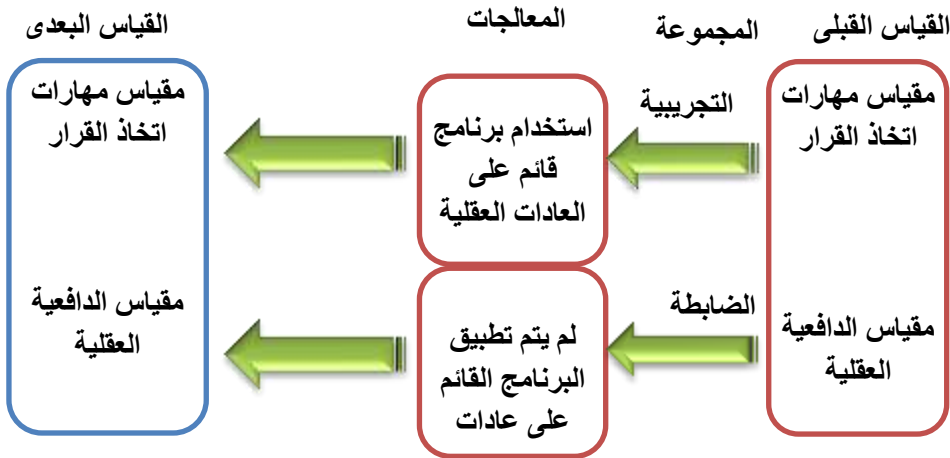 القياس القبلى
المجموعة
المعالجات
القياس البعدى
مقياس مهارات
اتخاذ القرار
مقياس الدافعية
العقلية
التجريبية
الضابطة
استخدام برنامج
قائم على
العادات العقلية
لم يتم تطبيق
البرنامج القائم
على عادات
مقياس مهارات
اتخاذ القرار
مقياس الدافعية
العقلية